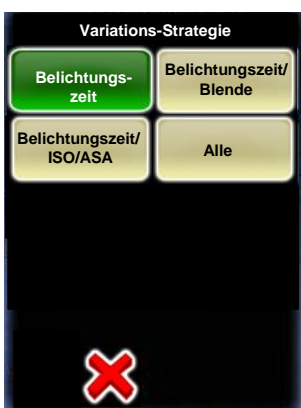 Variations-Strategie
Belichtungs-
zeit
Belichtungszeit/
Blende
Belichtungszeit/
ISO/ASA
Alle